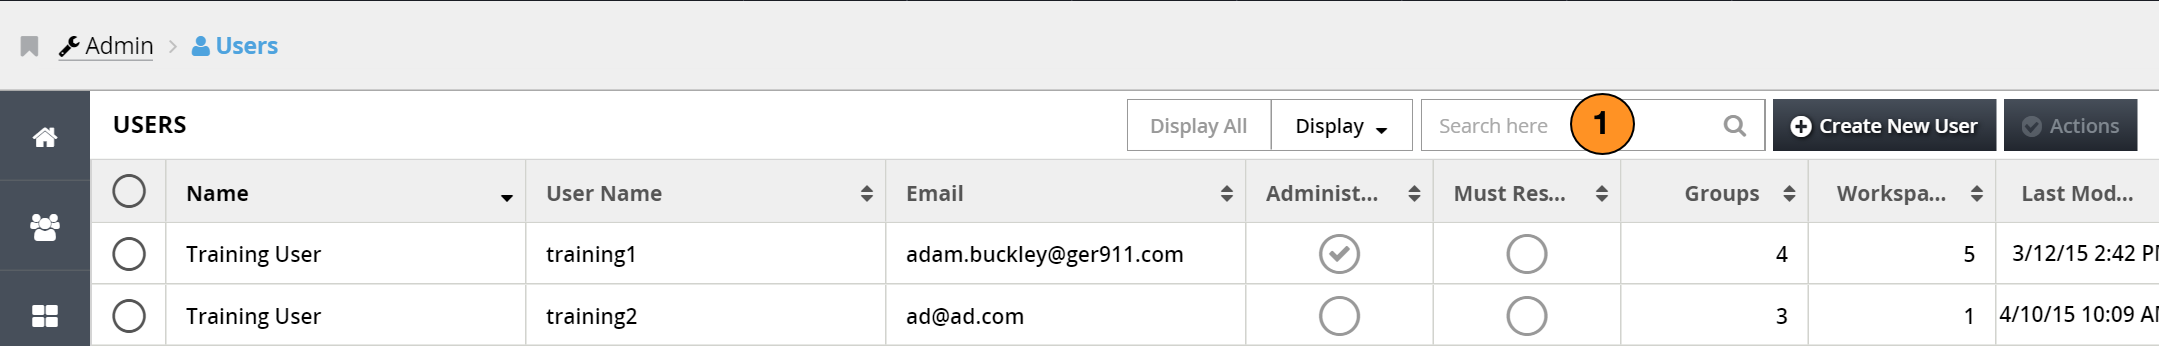 Admin > Users
USERS Display All Display Search here 1 Create New User Actions
Name User Name Email Administ... Must Res... Groups Workspa... Last Mod...
Training User training1 adam.buckley@ger911.com 4 5 3/12/15 2:42 PM
Training User training2 ad@ad.com 3 1 4/10/15 10:09 AM